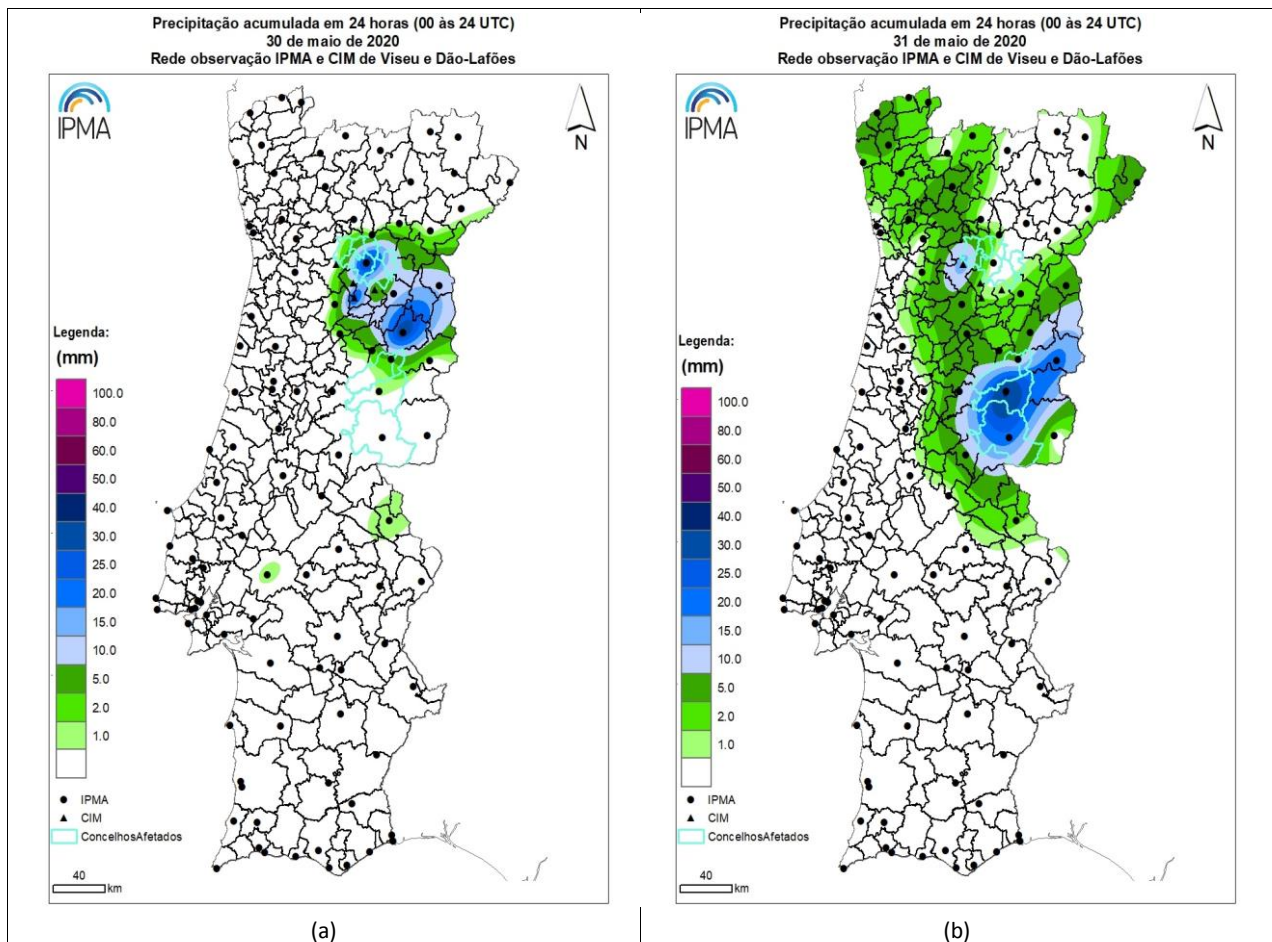 Precipitação acumulada em 24 horas (00 às 24 UTC)
30 de maio de 2020
Rede observação IPMA e CIM de Viseu e Dão-Lafões
IPMA
N
Legenda:
(mm)
100.0
80.0
60.0
50.0
40.0
30.0
25.0
20.0
15.0
10.0
5.0
2.0
1.0
IPMA
CIM
ConcelhosAfetados
40
km
(a)
Precipitação acumulada em 24 horas (00 às 24 UTC)
31 de maio de 2020
Rede observação IPMA e CIM de Viseu e Dão-Lafões
IPMA
N
Legenda:
(mm)
100.0
80.0
60.0
50.0
40.0
30.0
25.0
20.0
15.0
10.0
5.0
2.0
1.0
IPMA
CIM
ConcelhosAfetados
40
km
(b)